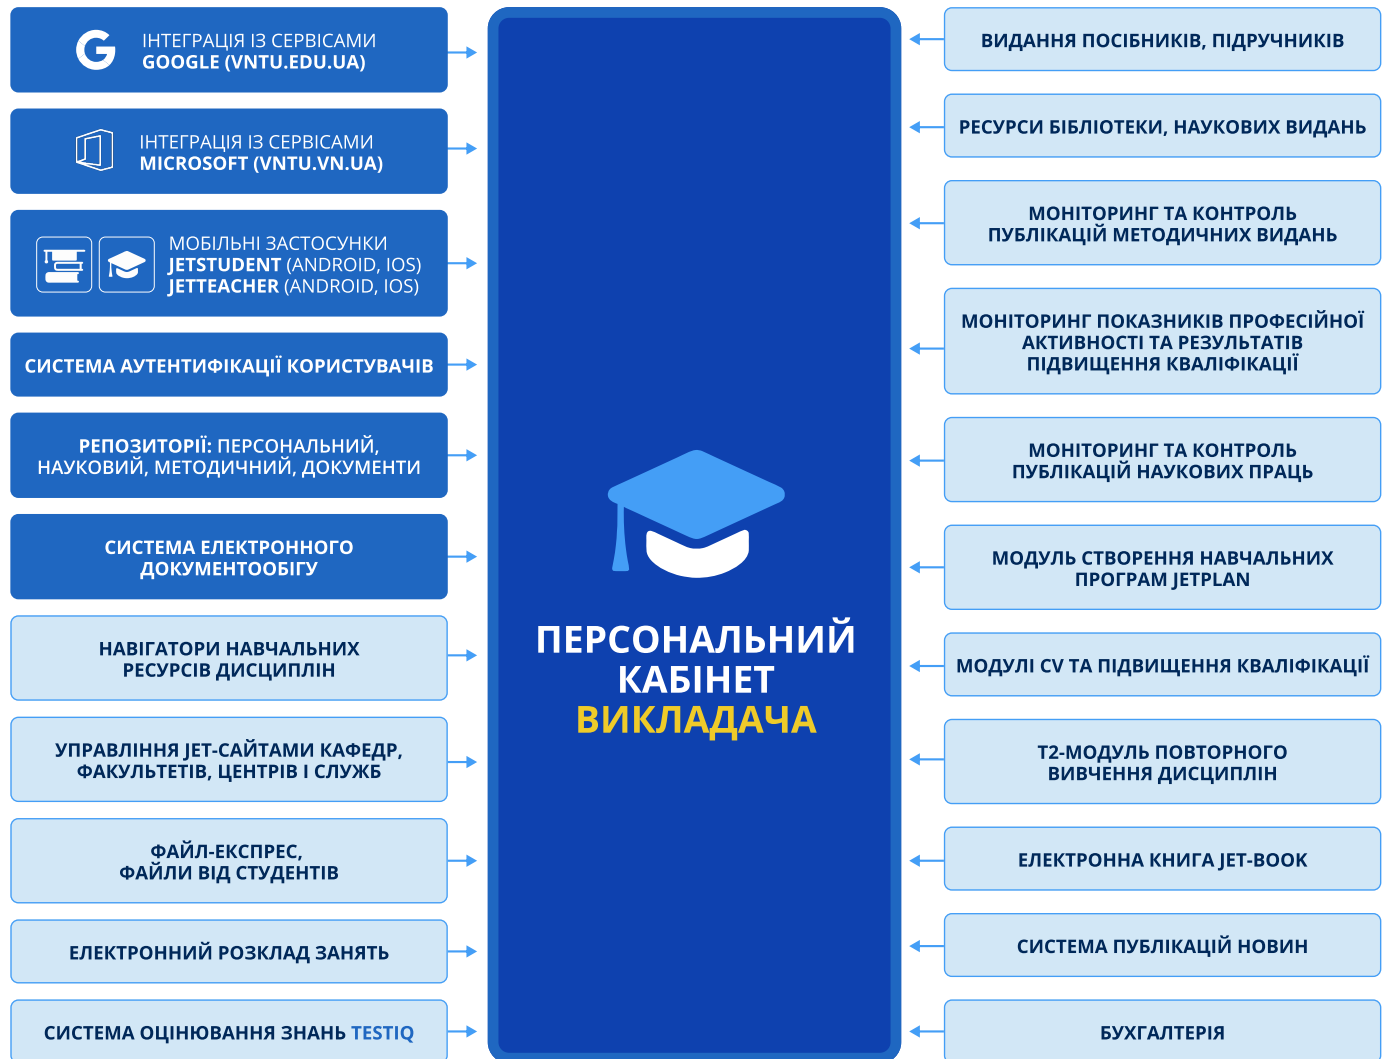 ІНТЕГРАЦІЯ ІЗ СЕРВІСАМИ
GOOGLE (VNTU.EDU.UA)
ІНТЕГРАЦІЯ ІЗ СЕРВІСАМИ
MICROSOFT (VNTU.VN.UA)
МОБІЛЬНІ ЗАСТОСУНКИ
JETSTUDENT (ANDROID, IOS)
JETTEACHER (ANDROID, IOS)
СИСТЕМА АУТЕНТИФІКАЦІЇ КОРИСТУВАЧІВ
РЕПОЗИТОРІЇ: ПЕРСОНАЛЬНИЙ,
НАУКОВИЙ, МЕТОДИЧНИЙ, ДОКУМЕНТИ
СИСТЕМА ЕЛЕКТРОННОГО
ДОКУМЕНТООБІГУ
НАВІГАТОРИ НАВЧАЛЬНИХ
РЕСУРСІВ ДИСЦИПЛІН
УПРАВЛІННЯ JET-САЙТАМИ КАФЕДР,
ФАКУЛЬТЕТІВ, ЦЕНТРІВ І СЛУЖБ
ФАЙЛ-ЕКСПРЕС,
ФАЙЛИ ВІД СТУДЕНТІВ
ЕЛЕКТРОННИЙ РОЗКЛАД ЗАНЯТЬ
СИСТЕМА ОЦІНЮВАННЯ ЗНАНЬ TESTIQ
ПЕРСОНАЛЬНИЙ
КАБІНЕТ
ВИКЛАДАЧА
ВИДАННЯ ПОСІБНИКІВ, ПІДРУЧНИКІВ
РЕСУРСИ БІБЛІОТЕКИ, НАУКОВИХ ВИДАНЬ
МОНІТОРИНГ ТА КОНТРОЛЬ
ПУБЛІКАЦІЙ МЕТОДИЧНИХ ВИДАНЬ
МОНІТОРИНГ ПОКАЗНИКІВ ПРОФЕСІЙНОЇ
АКТИВНОСТІ ТА РЕЗУЛЬТАТІВ
ПІДВИЩЕННЯ КВАЛІФІКАЦІЇ
МОНІТОРИНГ ТА КОНТРОЛЬ
ПУБЛІКАЦІЙ НАУКОВИХ ПРАЦЬ
МОДУЛЬ СТВОРЕННЯ НАВЧАЛЬНИХ
ПРОГРАМ JETPLAN
МОДУЛІ CV ТА ПІДВИЩЕННЯ КВАЛІФІКАЦІЇ
Т2-МОДУЛЬ ПОВТОРНОГО
ВИВЧЕННЯ ДИСЦИПЛІН
ЕЛЕКТРОННА КНИГА JET-BOOK
СИСТЕМА ПУБЛІКАЦІЙ НОВИН
БУХГАЛТЕРІЯ